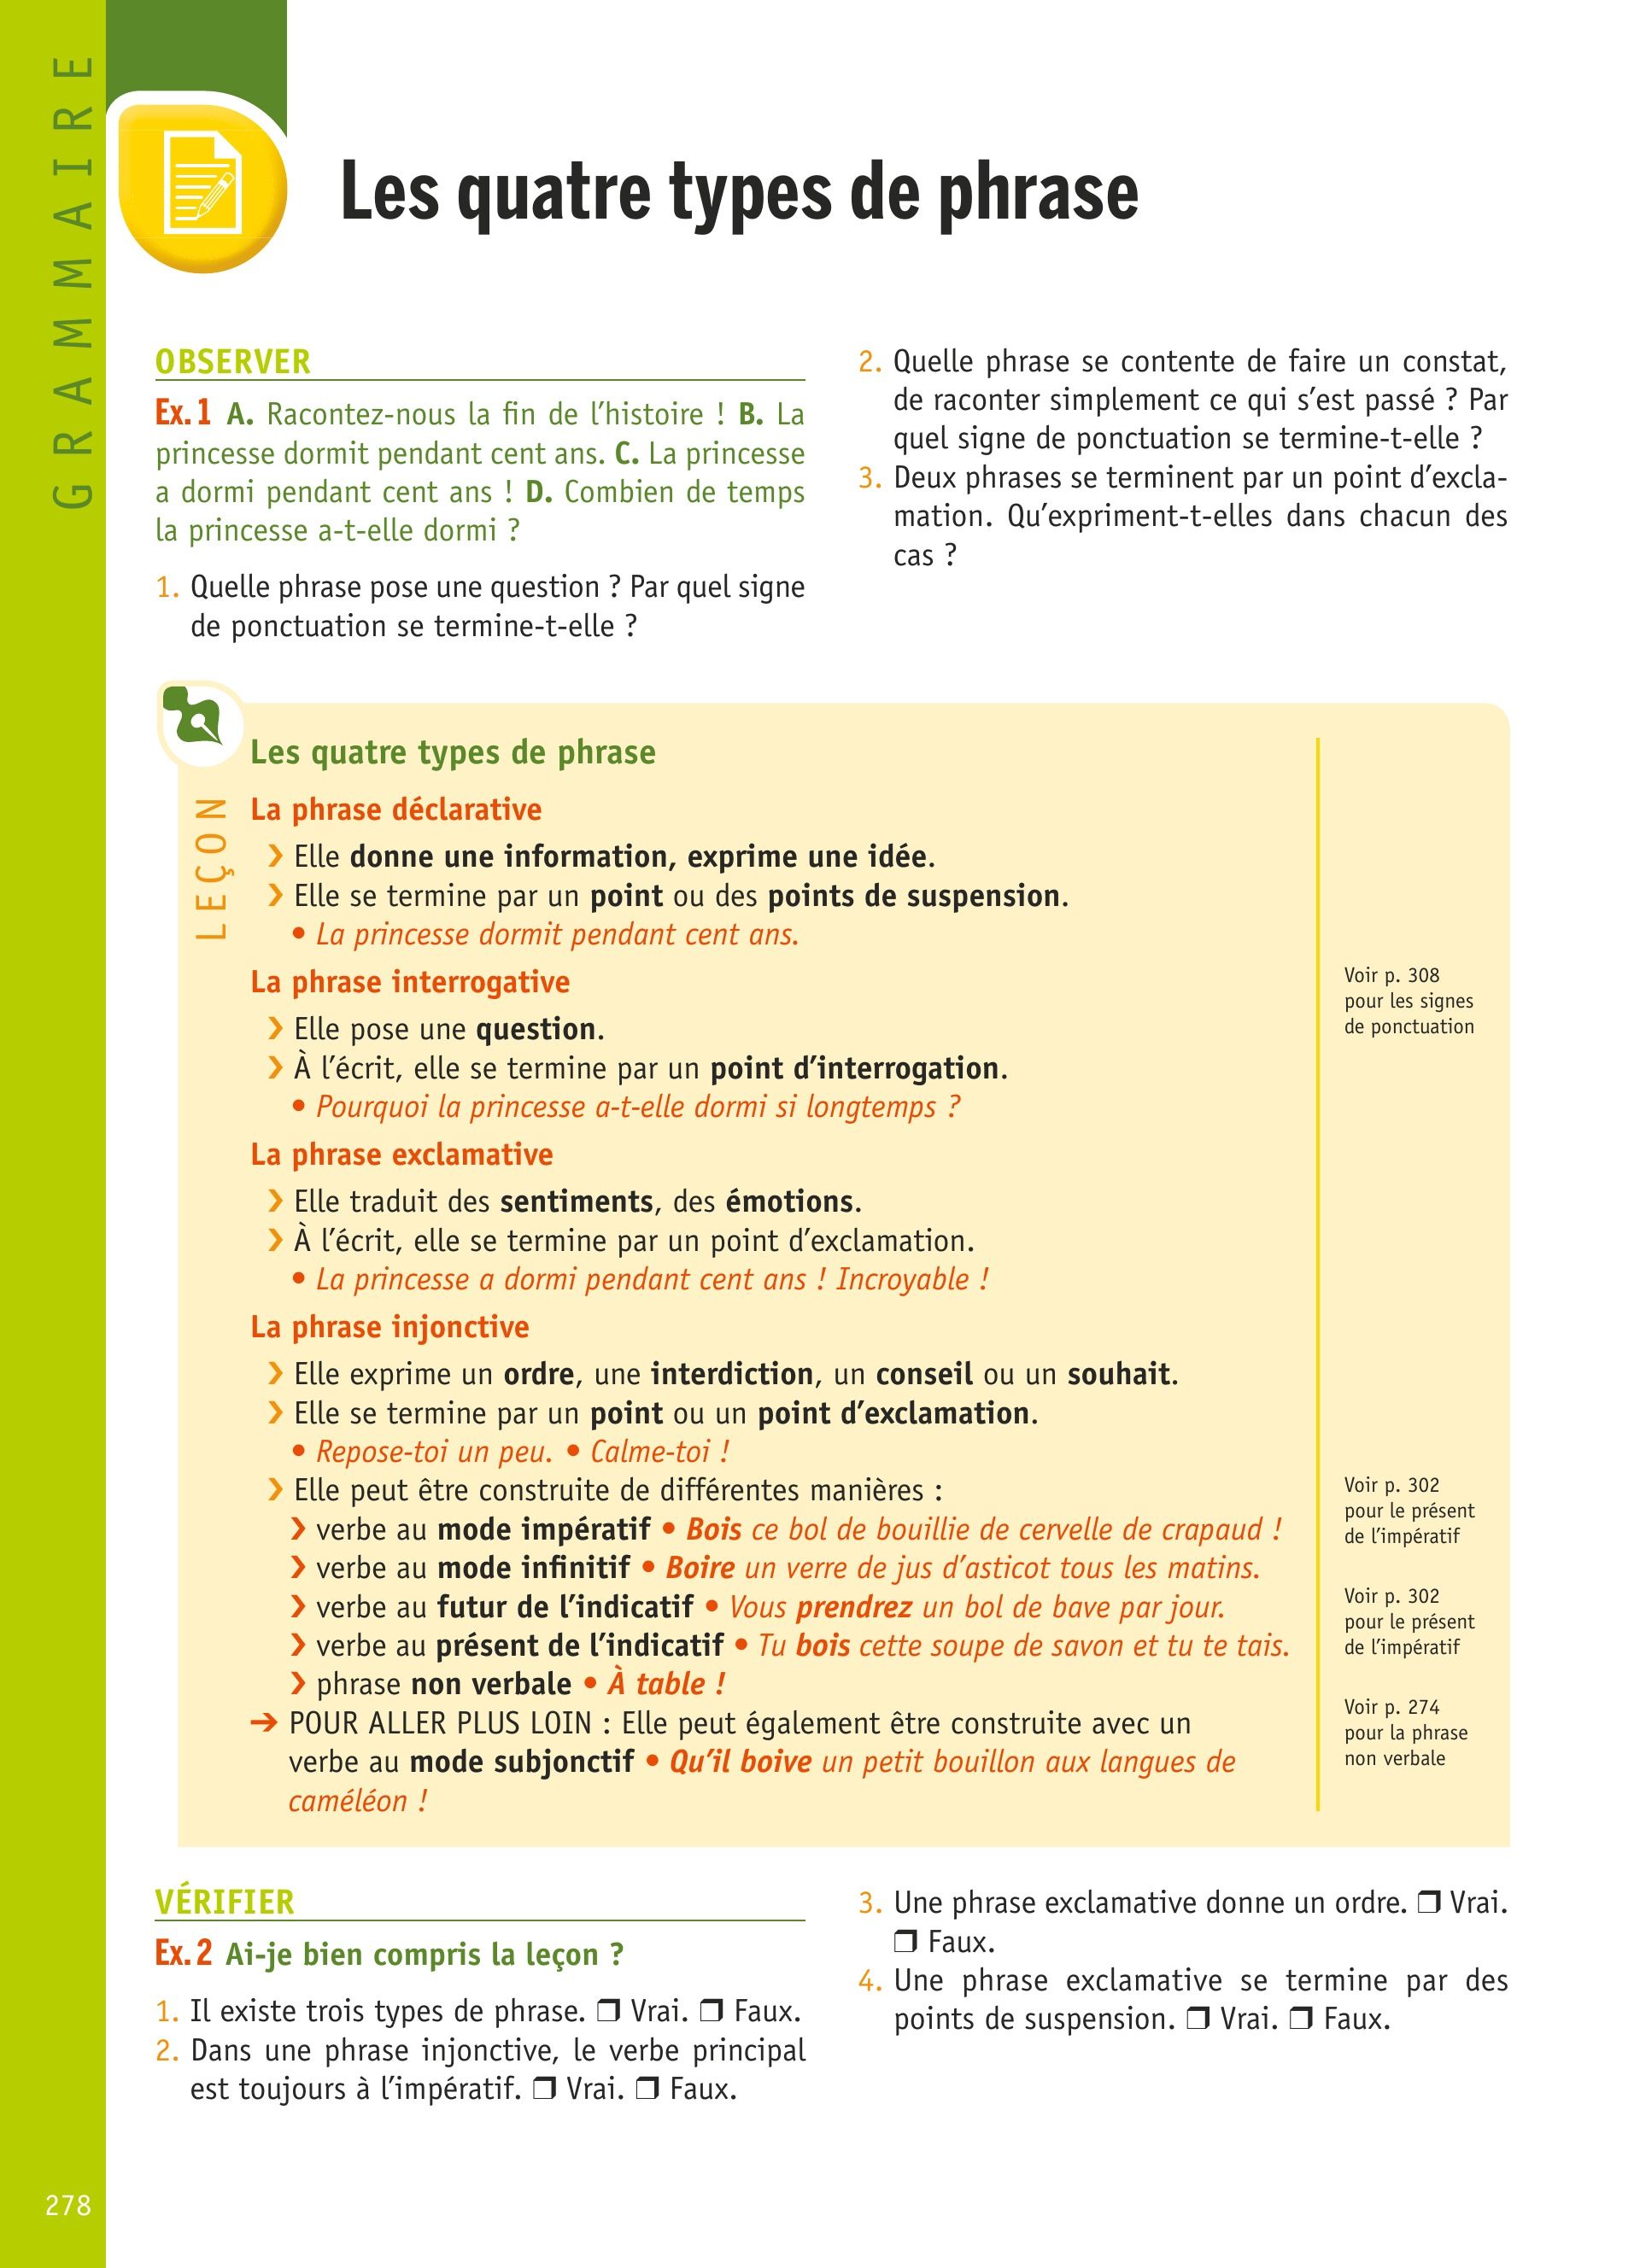 GRAMMAIRE
Les quatre types de phrase
OBSERVER
Ex. 1 A. Racontez-nous la fin de l’histoire ! B. La
princesse dormit pendant cent ans. C. La princesse
a dormi pendant cent ans ! D. Combien de temps
la princesse a-t-elle dormi ?
1. Quelle phrase pose une question ? Par quel signe
de ponctuation se termine-t-elle ?
2. Quelle phrase se contente de faire un constat,
de raconter simplement ce qui s’est passé ? Par
quel signe de ponctuation se termine-t-elle ?
3. Deux phrases se terminent par un point d’excla-
mation. Qu’expriment-t-elles dans chacun des
cas ?
LEÇON
Les quatre types de phrase
La phrase déclarative
› Elle donne une information, exprime une idée.
› Elle se termine par un point ou des points de suspension.
• La princesse dormit pendant cent ans.
La phrase interrogative
› Elle pose une question.
› À l’écrit, elle se termine par un point d’interrogation.
• Pourquoi la princesse a-t-elle dormi si longtemps ?
La phrase exclamative
› Elle traduit des sentiments, des émotions.
› À l’écrit, elle se termine par un point d’exclamation.
• La princesse a dormi pendant cent ans ! Incroyable !
La phrase injonctive
› Elle exprime un ordre, une interdiction, un conseil ou un souhait.
› Elle se termine par un point ou un point d’exclamation.
• Repose-toi un peu. • Calme-toi !
› Elle peut être construite de différentes manières :
› verbe au mode impératif • Bois ce bol de bouillie de cervelle de crapaud !
› verbe au mode infinitif • Boire un verre de jus d’asticot tous les matins.
› verbe au futur de l’indicatif • Vous prendrez un bol de bave par jour.
› verbe au présent de l’indicatif • Tu bois cette soupe de savon et tu te tais.
› phrase non verbale • À table !
➔ POUR ALLER PLUS LOIN : Elle peut également être construite avec un
verbe au mode subjonctif • Qu’il boive un petit bouillon aux langues de
caméléon !
Voir p. 308
pour les signes
de ponctuation
Voir p. 302
pour le présent
de l’impératif
Voir p. 302
pour le présent
de l’impératif
Voir p. 274
pour la phrase
non verbale
VÉRIFIER
Ex. 2 Ai-je bien compris la leçon ?
1. Il existe trois types de phrase. ❒ Vrai. ❒ Faux.
2. Dans une phrase injonctive, le verbe principal
est toujours à l’impératif. ❒ Vrai. ❒ Faux.
3. Une phrase exclamative donne un ordre. ❒ Vrai.
❒ Faux.
4. Une phrase exclamative se termine par des
points de suspension. ❒ Vrai. ❒ Faux.
278